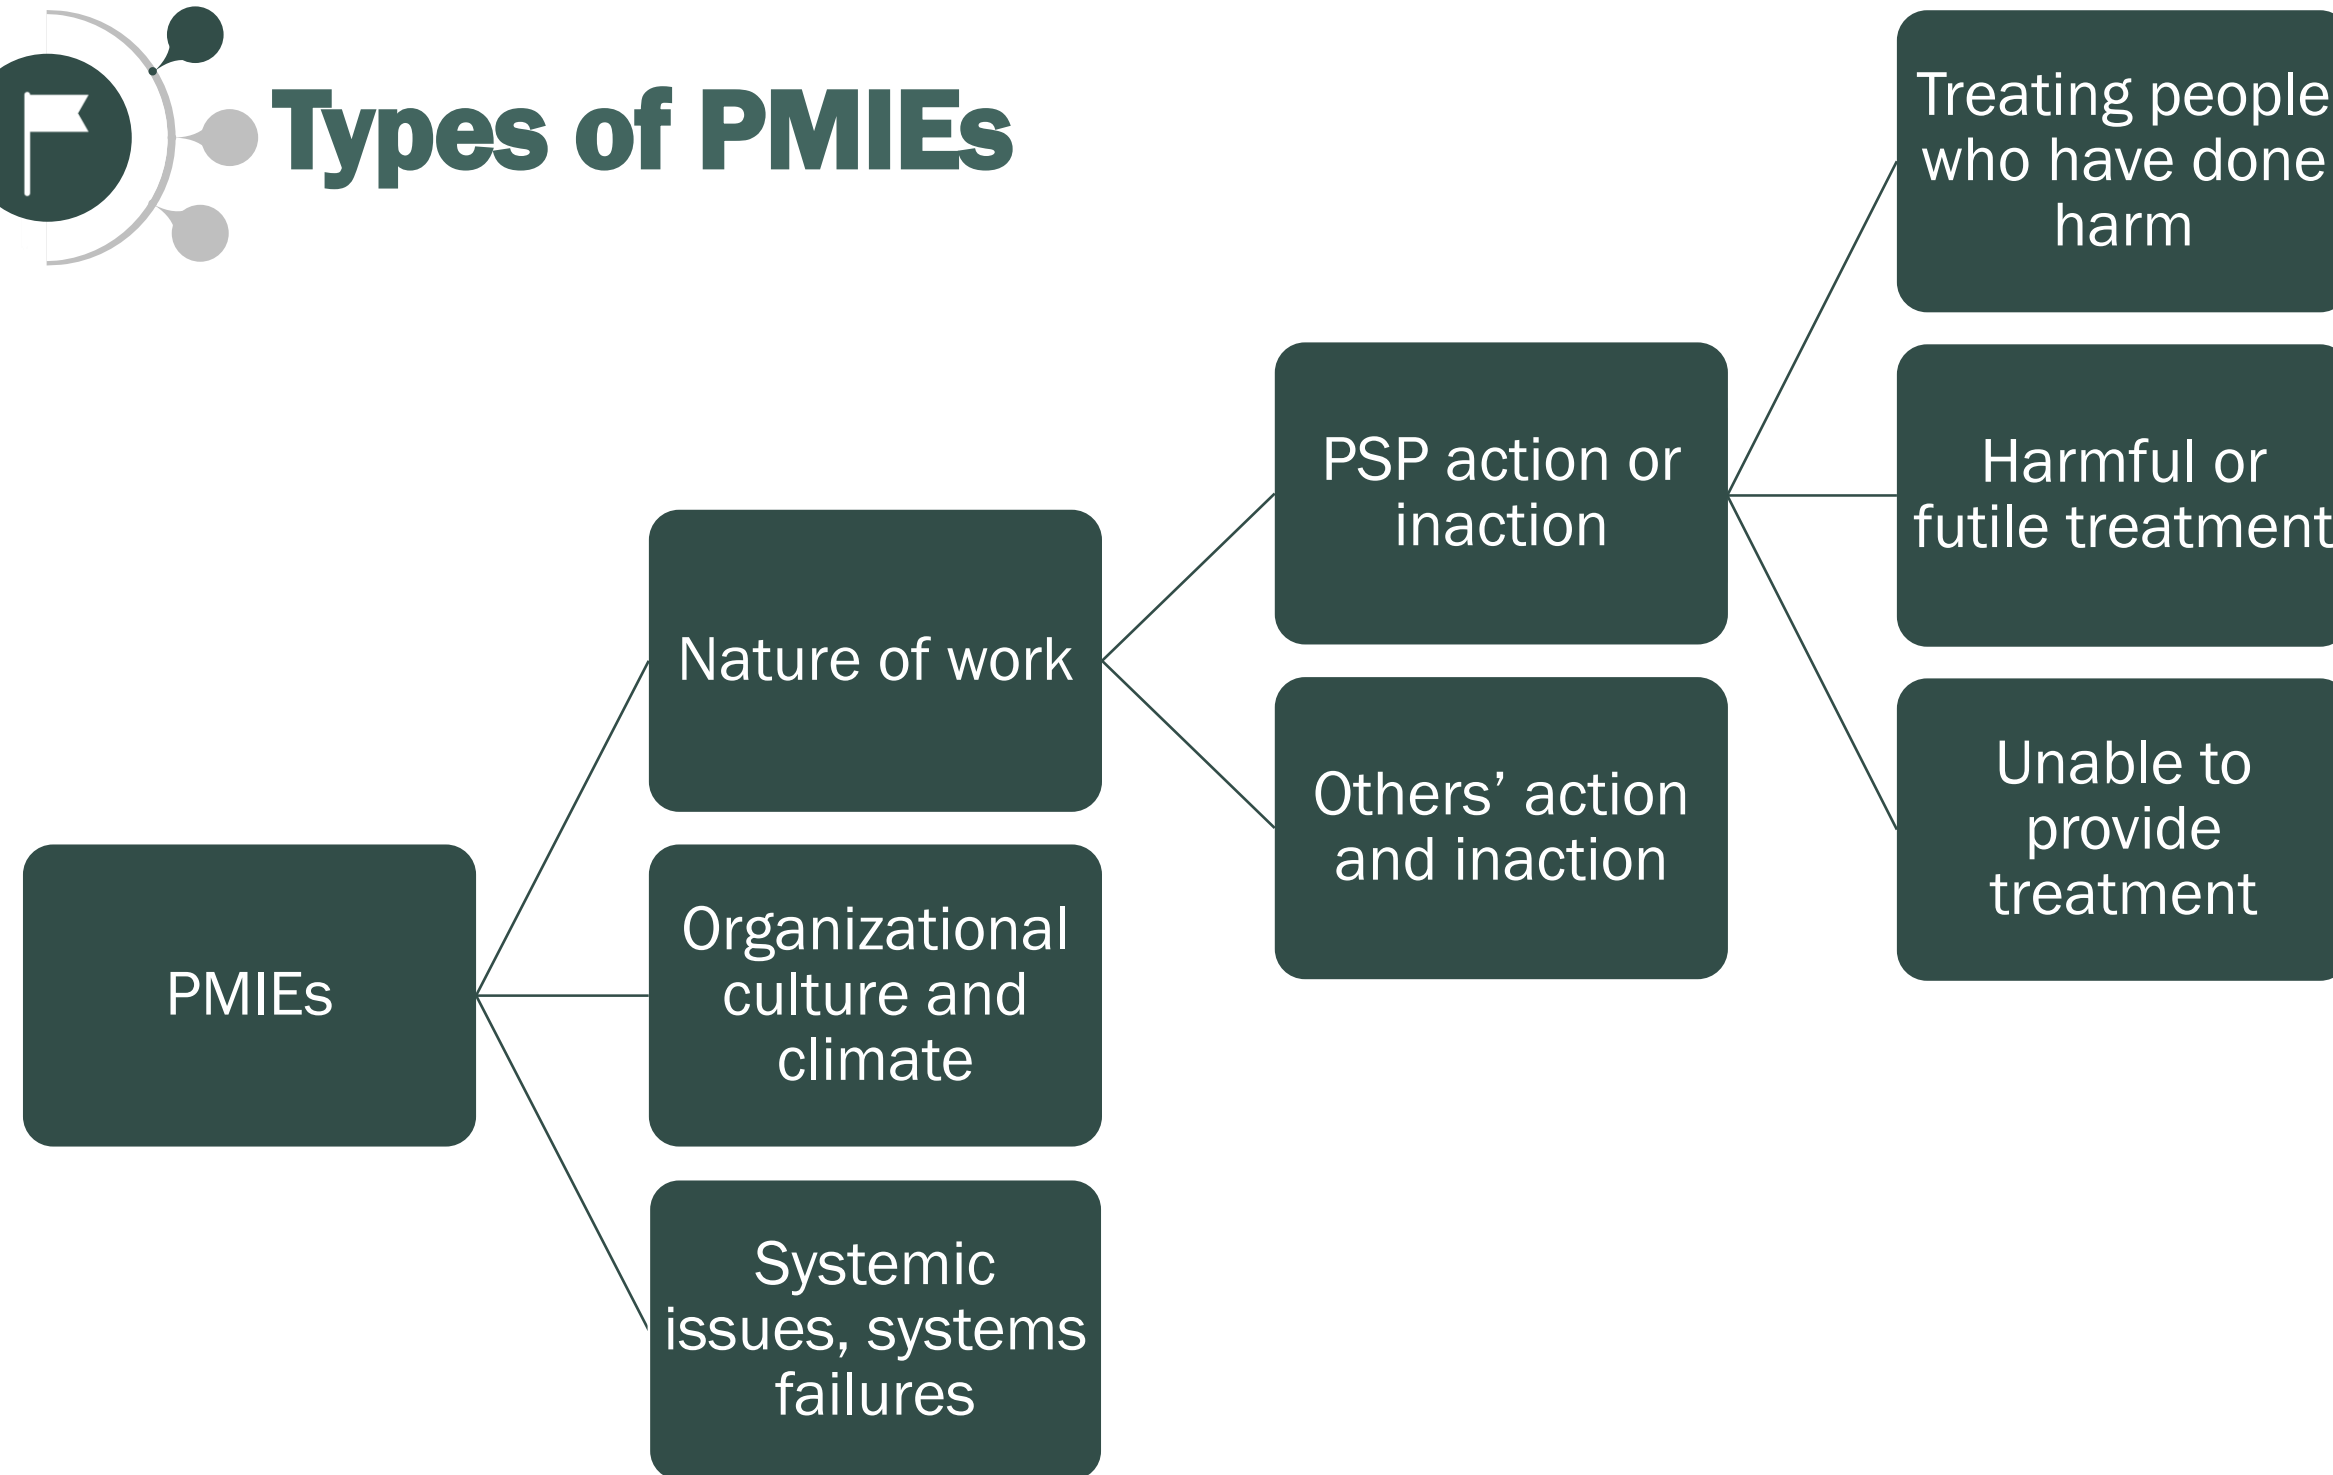 Types of PMIEs
PMIEs
Nature of work
Organizational
culture and
climate
Systemic
issues, systems
failures
PSP action or
inaction
Others’ action
and inaction
Treating people
who have done
harm
Harmful or
futile treatment
Unable to
provide
treatment